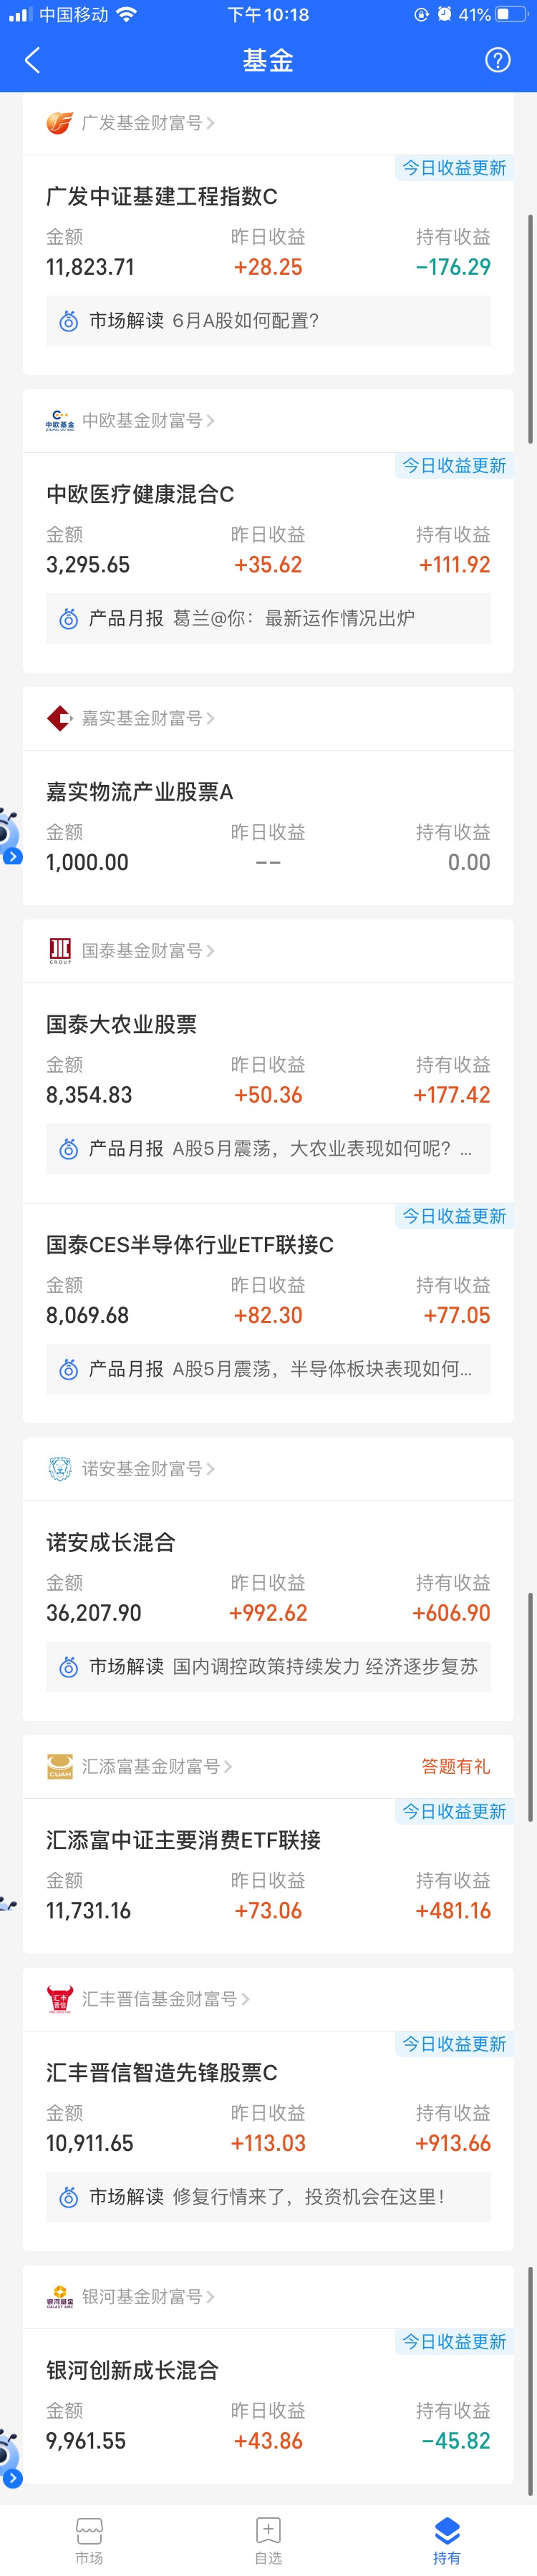 中国移动 下午10:18 41%
基金
广发基金财富号
今日收益更新
广发中证基建工程指数C
金额 昨日收益 持有收益
11,823.71 +28.25 -176.29
市场解读 6月A股如何配置?
中欧基金
中欧基金财富号
今日收益更新
中欧医疗健康混合C
金额 昨日收益 持有收益
3,295.65 +35.62 +111.92
产品月报 葛兰@你：最新运作情况出炉
嘉实基金财富号
嘉实物流产业股票A
金额 昨日收益 持有收益
1,000.00 -- 0.00
GROUP
国泰基金财富号
国泰大农业股票
金额 昨日收益 持有收益
8,354.83 +50.36 +177.42
产品月报 A股5月震荡，大农业表现如何呢？...
今日收益更新
国泰CES半导体行业ETF联接C
金额 昨日收益 持有收益
8,069.68 +82.30 +77.05
产品月报 A股5月震荡，半导体板块表现如何...
诺安基金财富号
诺安成长混合
金额 昨日收益 持有收益
36,207.90 +992.62 +606.90
市场解读 国内调控政策持续发力 经济逐步复苏
CUAM
汇添富基金财富号 答题有礼
今日收益更新
汇添富中证主要消费ETF联接
金额 昨日收益 持有收益
11,731.16 +73.06 +481.16
汇丰晋信
汇丰晋信基金财富号
今日收益更新
汇丰晋信智造先锋股票C
金额 昨日收益 持有收益
10,911.65 +113.03 +913.66
市场解读 修复行情来了，投资机会在这里！
银河基金
银河基金财富号
今日收益更新
银河创新成长混合
金额 昨日收益 持有收益
9,961.55 +43.86 -45.82
市场 自选 持有